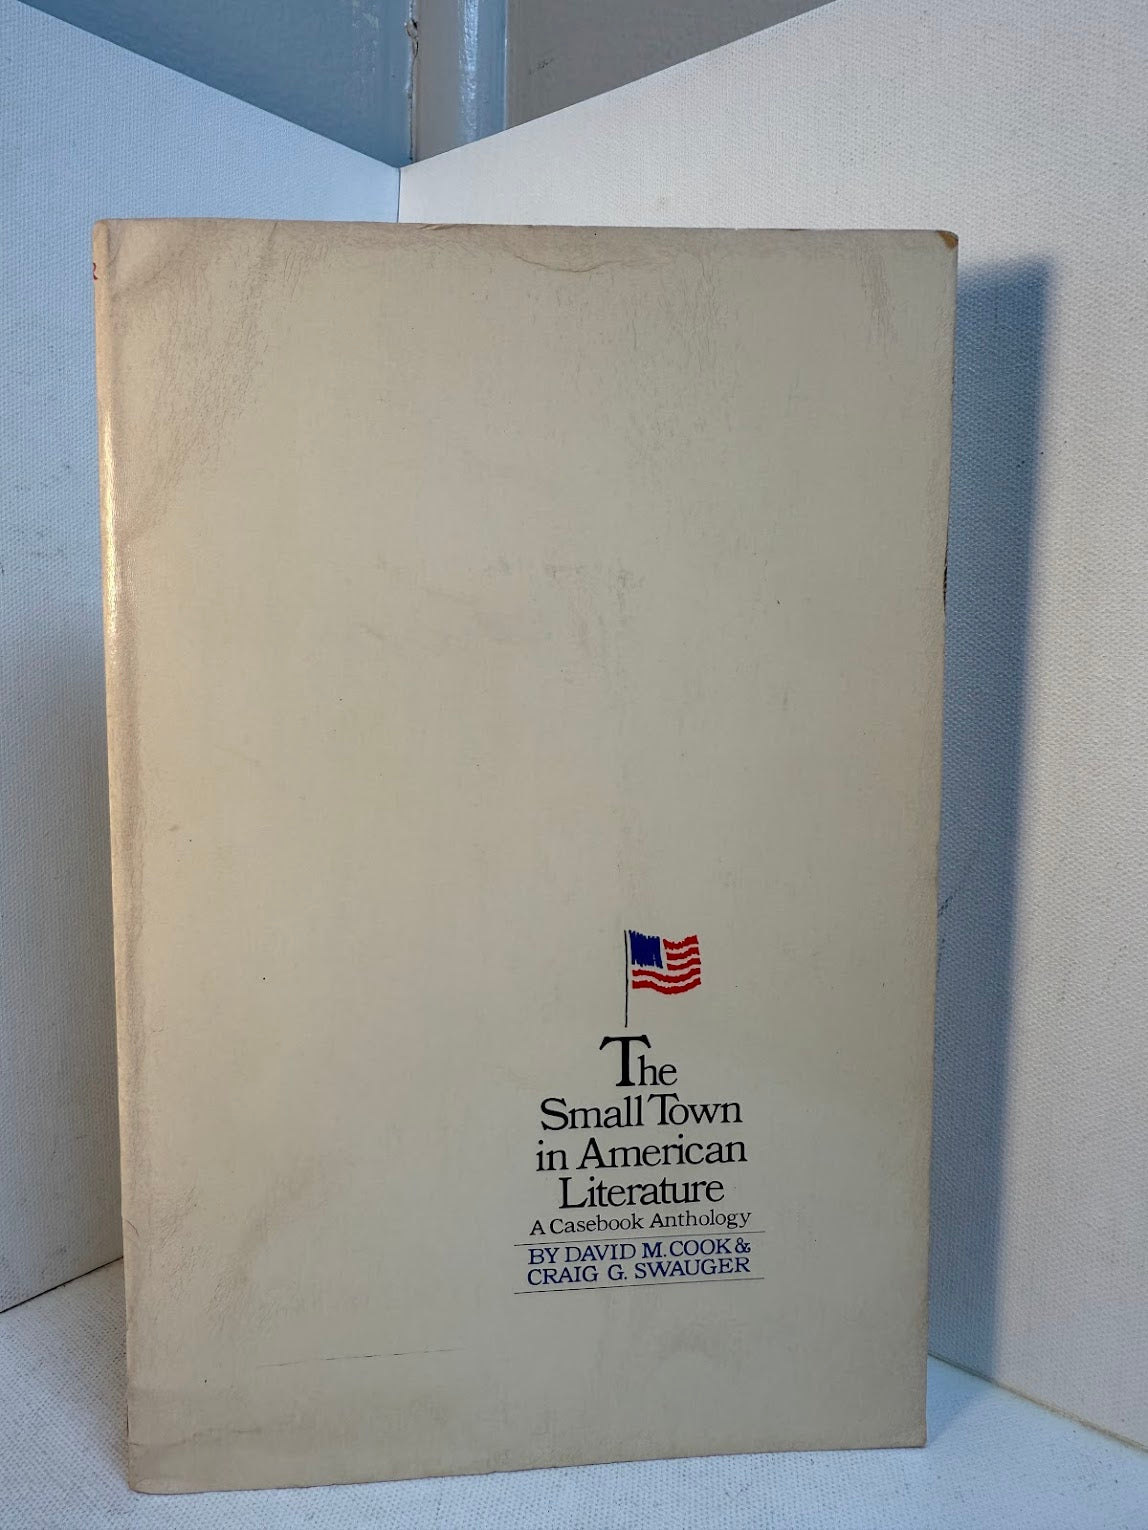 The
Small Town
in American
Literature
A Casebook Anthology
BY DAVID M. COOK &
CRAIG G. SWAUGER